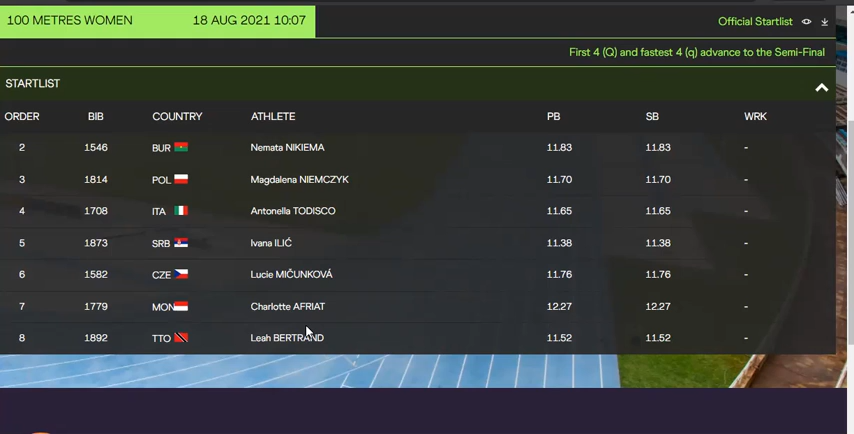 100 METRES WOMEN 18 AUG 2021 10:07 Official Startlist
First 4 (Q) and fastest 4 (q) advance to the Semi-Final
STARTLIST
ORDER BIB COUNTRY ATHLETE PB SB WRK
2 1546 BUR Nemata NIKIEMA 11.83 11.83 -
3 1814 POL Magdalena NIEMCZYK 11.70 11.70 -
4 1708 ITA Antonella TODISCO 11.65 11.65 -
5 1873 SRB Ivana ILIĆ 11.38 11.38 -
6 1582 CZE Lucie MIČUNKOVÁ 11.76 11.76 -
7 1779 MON Charlotte AFRIAT 12.27 12.27 -
8 1892 TTO Leah BERTRAND 11.52 11.52 -